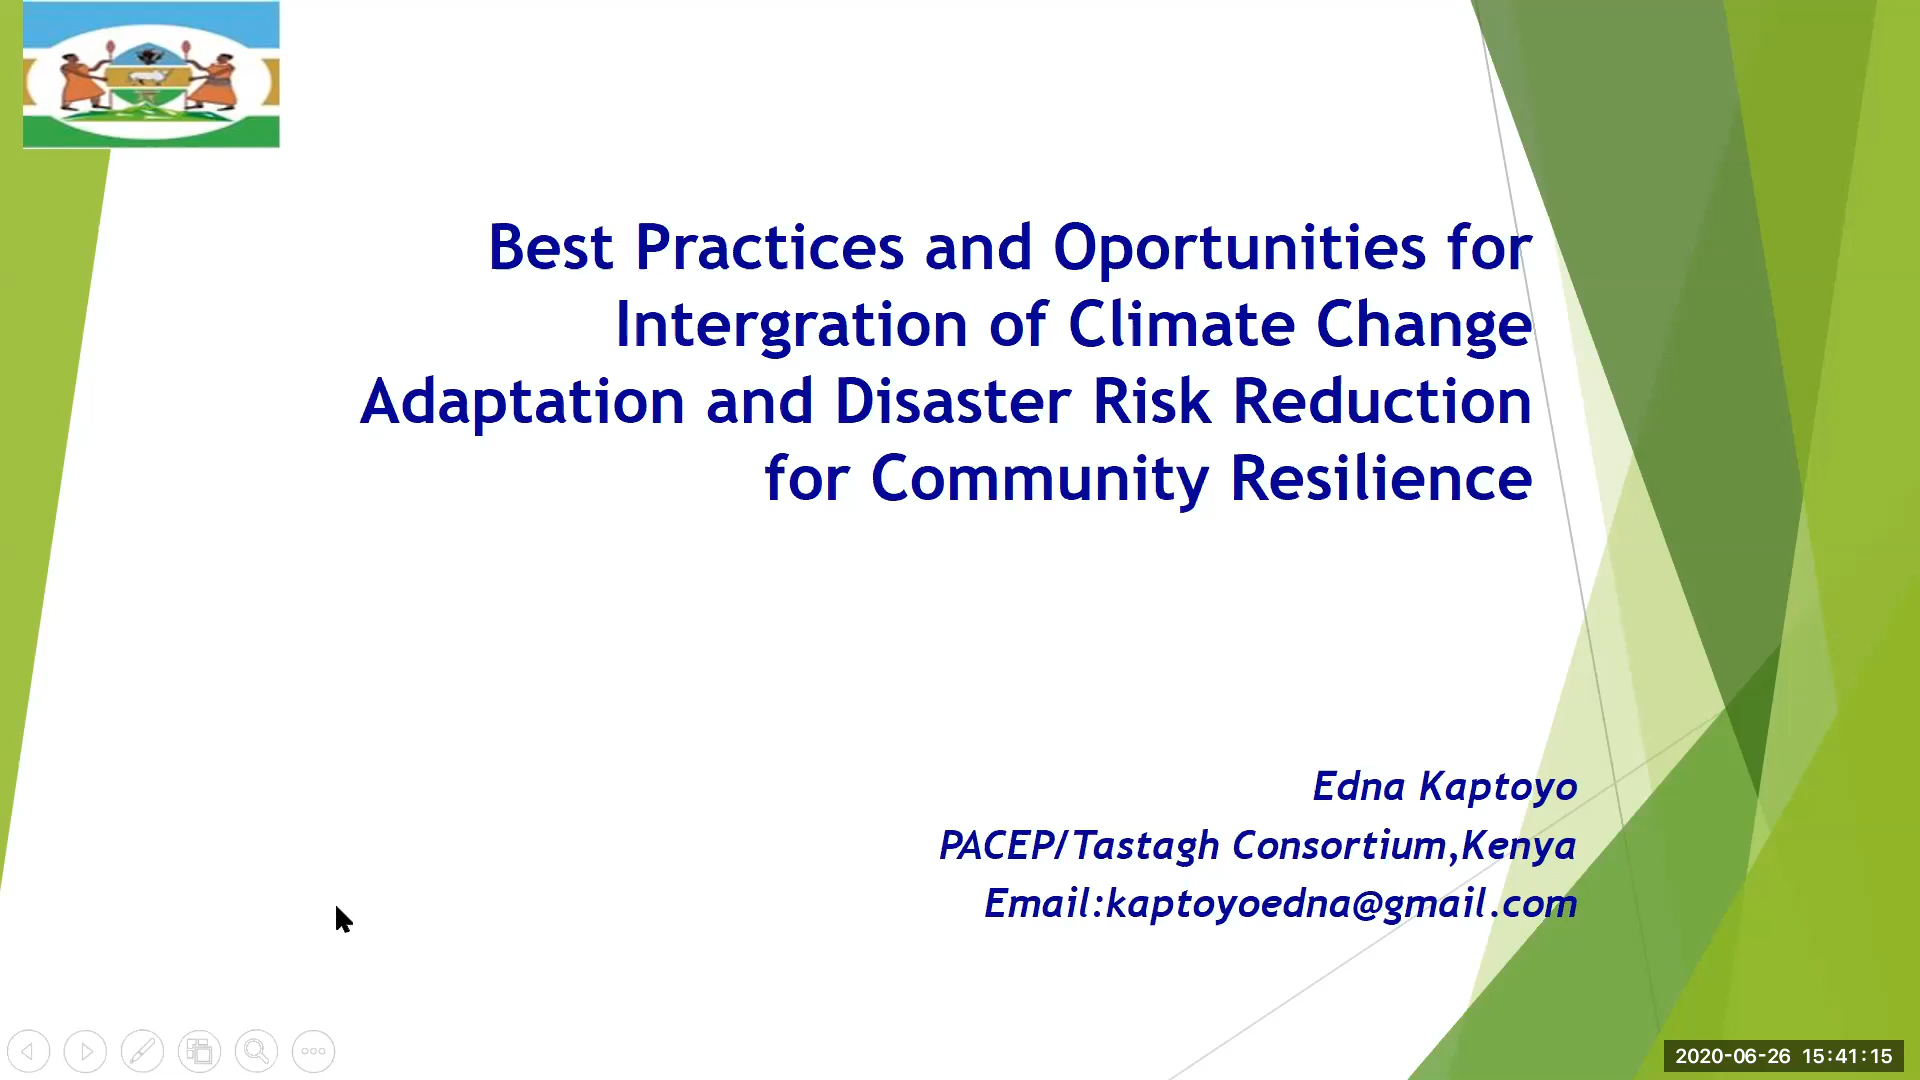 Best Practices and Oportunities for
Intergration of Climate Change
Adaptation and Disaster Risk Reduction
for Community Resilience
Edna Kaptoyo
PACEP/Tastagh Consortium,Kenya
Email:kaptoyoedna@gmail.com
2020-06-26 15:41:15